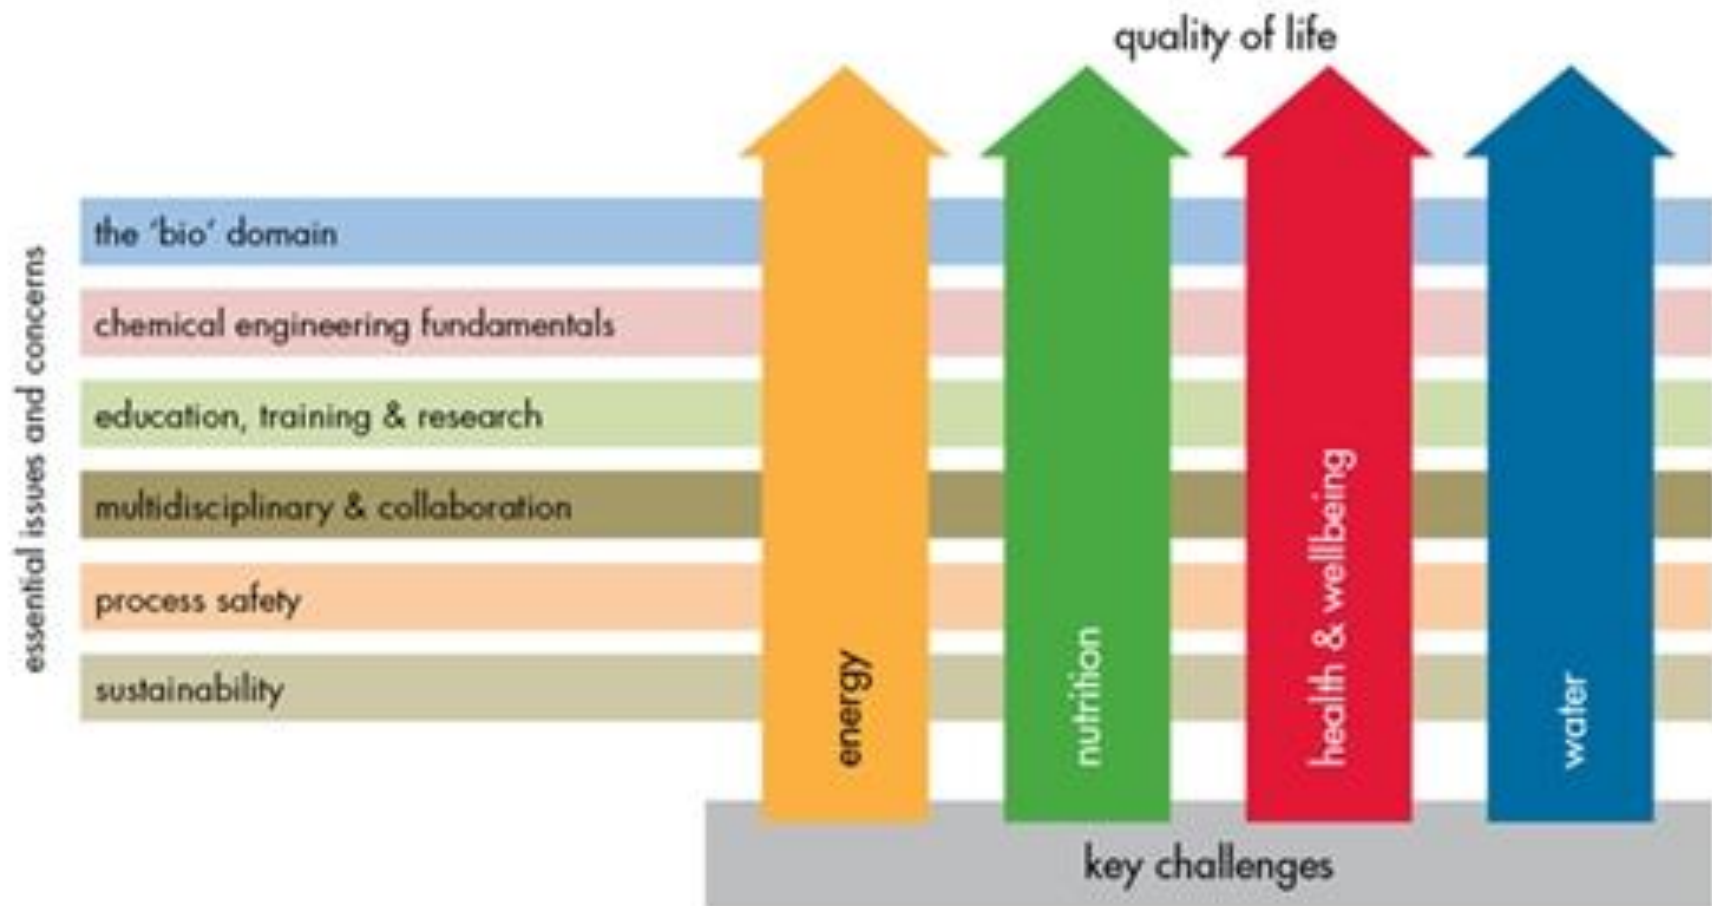 quality of life
essential issues and concerns
the ‘bio’ domain
chemical engineering fundamentals
education, training & research
multidisciplinary & collaboration
process safety
sustainability
energy
nutrition
health & wellbeing
water
key challenges